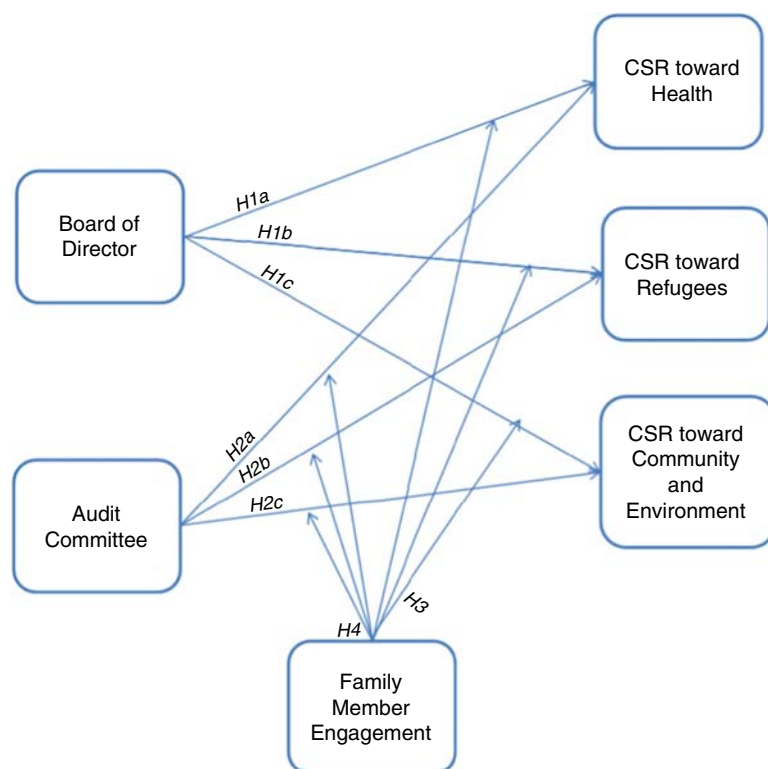 CSR toward
Health
H1a
Board of
Director
H1b
CSR toward
Refugees
H1c
H2a
CSR toward
Community
and
Environment
H2b
H2c
Audit
Committee
H3
H4
Family
Member
Engagement